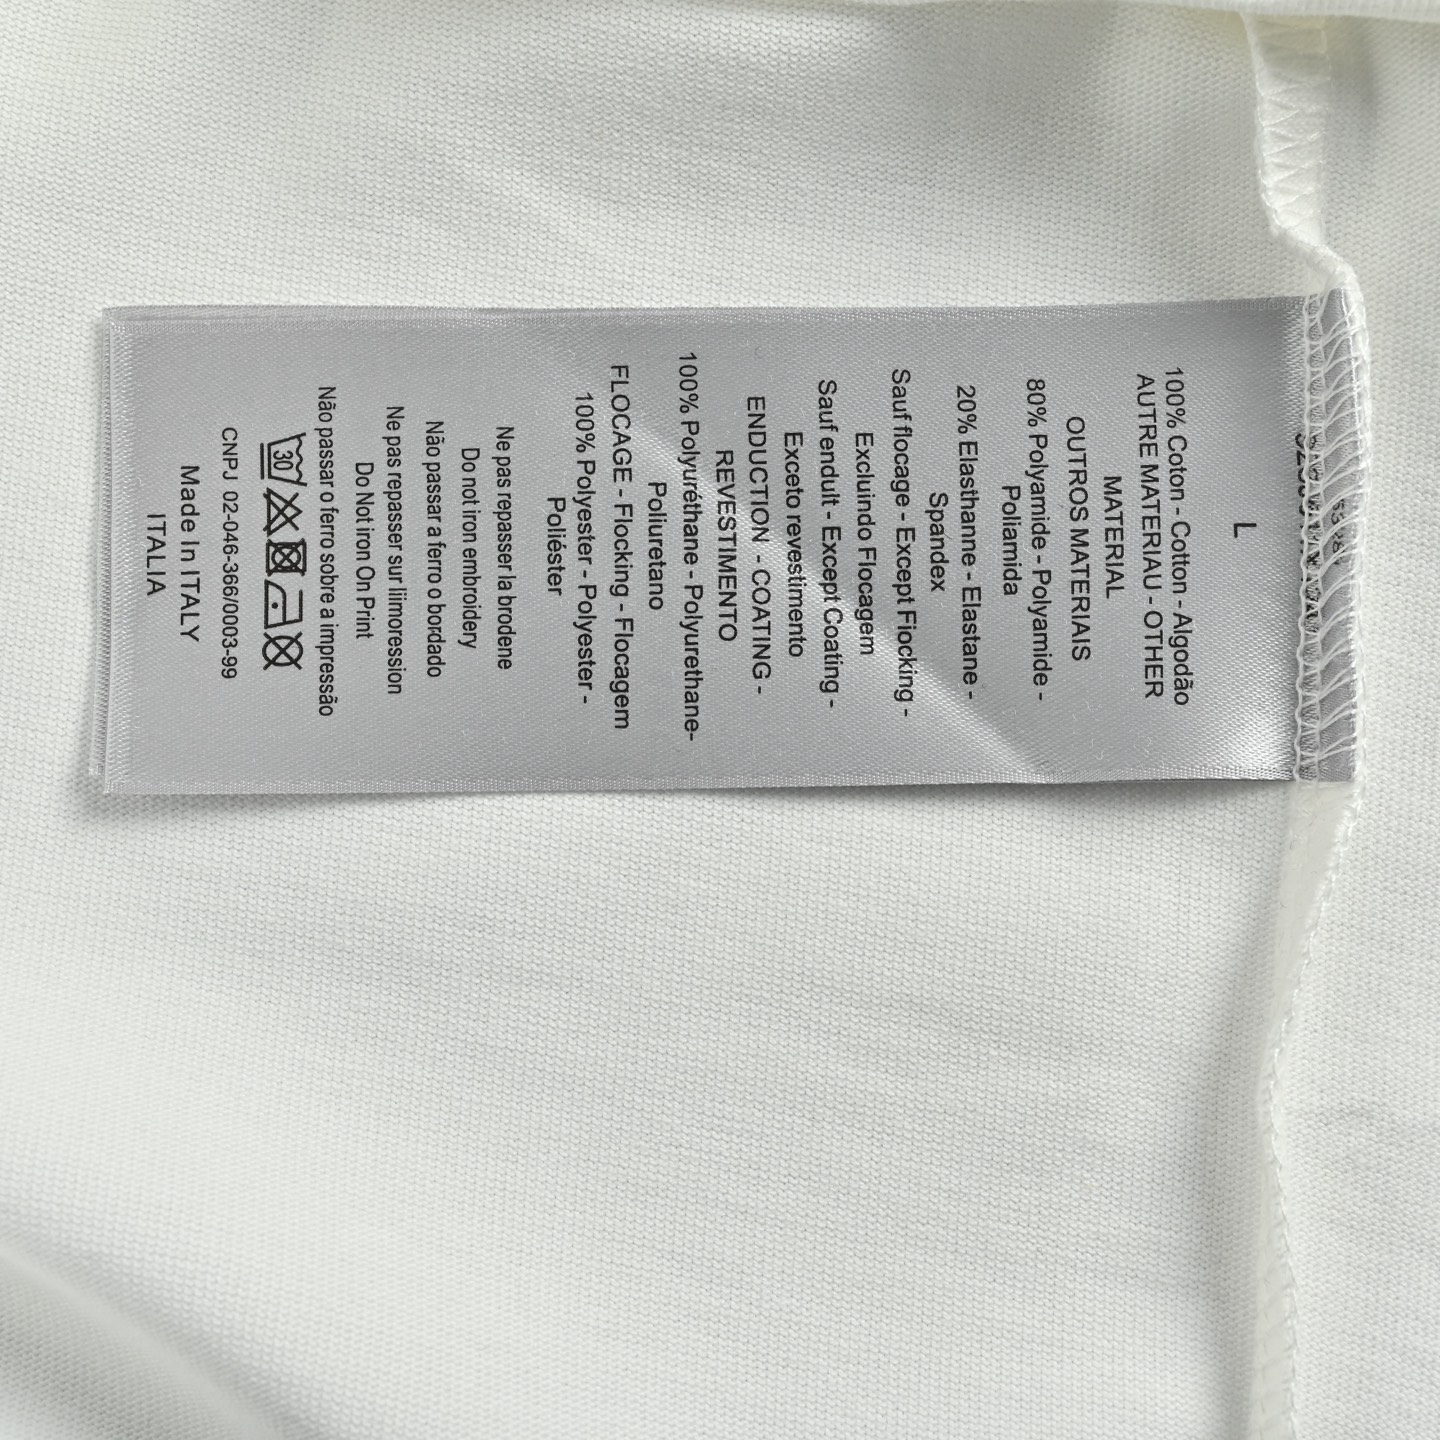 L
100% Coton - Cotton - Algodão
AUTRE MATERIAU - OTHER
MATERIAL
OUTROS MATERIAIS
80% Polyamide - Polyamide -
Poliamida
20% Elasthanne - Elastane -
Spandex
Sauf flocage - Except Fiocking -
Excluindo Flocagem
Sauf endult - Except Coating -
Exceto revestimento
ENDUCTION - COATING -
REVESTIMENTO
100% Polyuréthane - Polyurethane-
Poliuretano
FLOCAGE - Flocking - Flocagem
100% Polyester - Polyester -
Poliéster
Ne pas repasser la brodene
Do not iron embroidery
Não passar a ferro o bordado
Ne pas repasser sur liimoression
Do Not iron On Print
Não passar o ferro sobre a impressão
30
CNPJ 02-046-366/0003-99
Made In ITALY
ITALIA